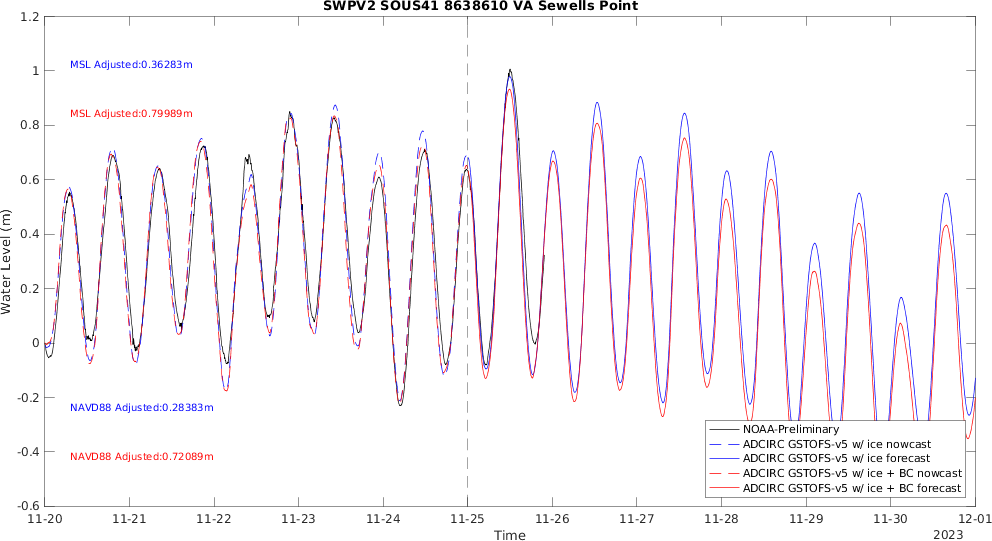 SWPV2 SOUS41 8638610 VA Sewells Point
1.2
1
0.8
0.6
0.4
0.2
0
-0.2
-0.4
-0.6
Water Level (m)
MSL Adjusted:0.36283m
MSL Adjusted:0.79989m
NAVD88 Adjusted:0.28383m
NAVD88 Adjusted:0.72089m
NOAA-Preliminary
ADCIRC GSTOFS-v5 w/ ice nowcast
ADCIRC GSTOFS-v5 w/ ice forecast
ADCIRC GSTOFS-v5 w/ ice + BC nowcast
ADCIRC GSTOFS-v5 w/ ice + BC forecast
11-20 11-21 11-22 11-23 11-24 11-25 11-26 11-27 11-28 11-29 11-30 12-01
Time
2023